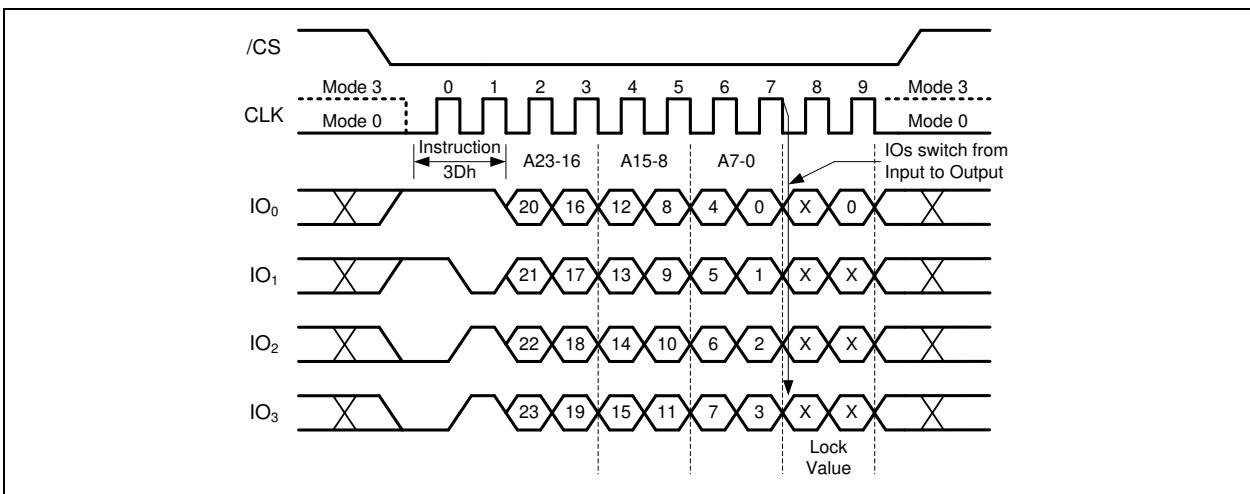 /CS
Mode 3 0 1 2 3 4 5 6 7 8 9 Mode 3
CLK
Mode 0 Mode 0
Instruction A23-16 A15-8 A7-0 IOs switch from
3Dh Input to Output
IO0 20 16 12 8 4 0 X 0
IO1 21 17 13 9 5 1 X X
IO2 22 18 14 10 6 2 X X
IO3 23 19 15 11 7 3 X X
Lock
Value